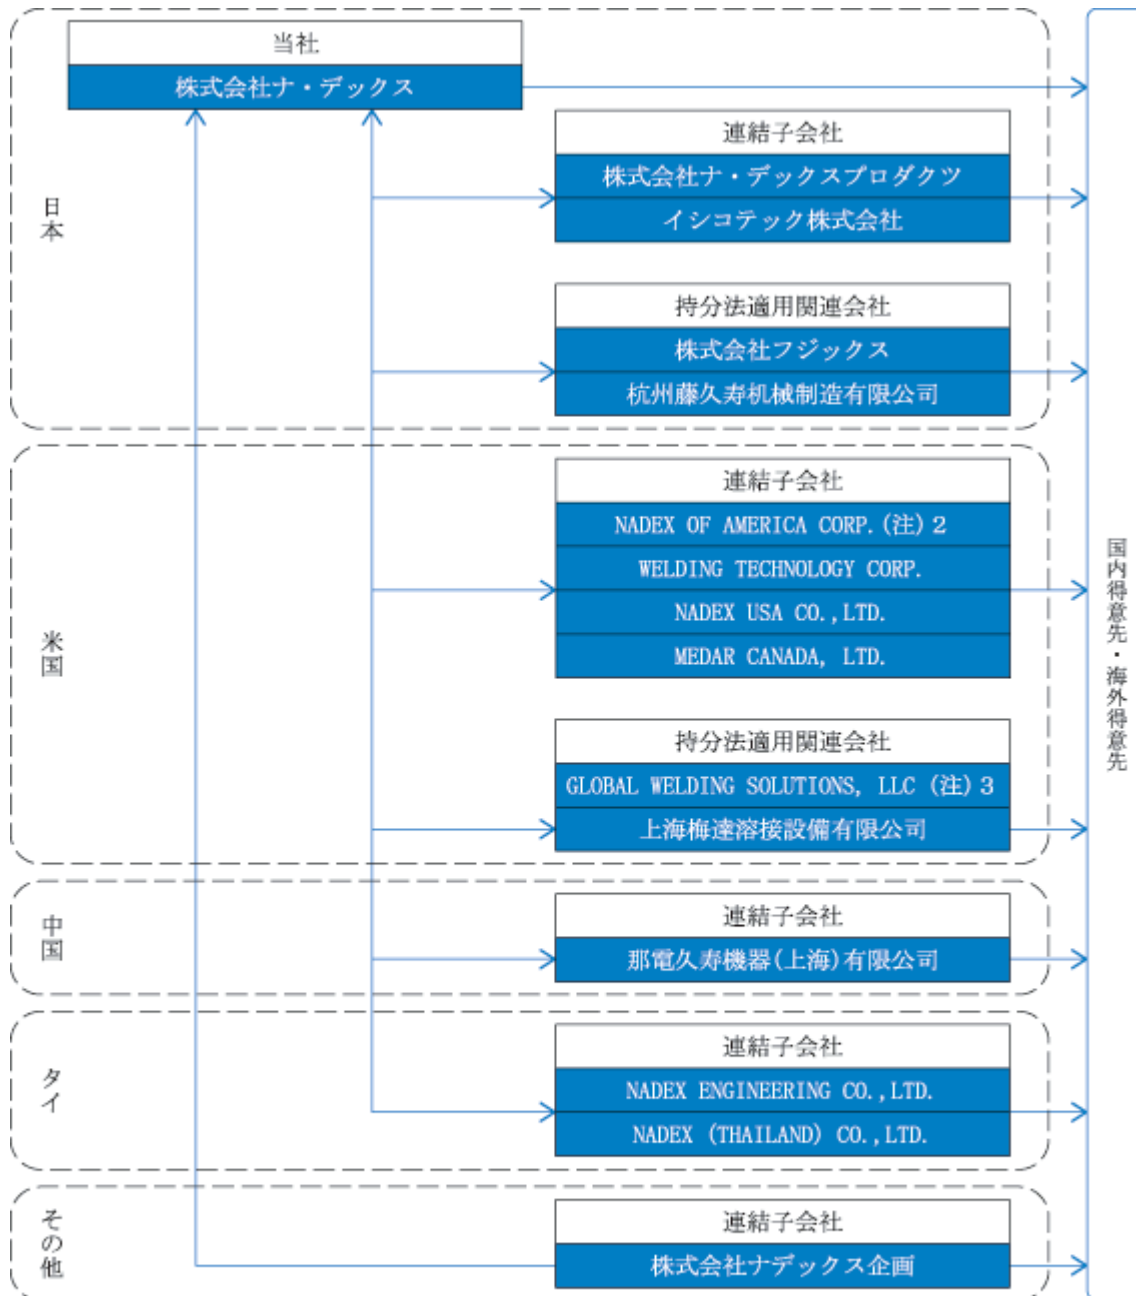 当社
株式会社ナ・デックス
日本
連結子会社
株式会社ナ・デックスプロダクツ
イシコテック株式会社
持分法適用関連会社
株式会社フジックス
杭州藤久寿机械制造有限公司
米国
連結子会社
NADEX OF AMERICA CORP.(注)2
WELDING TECHNOLOGY CORP.
NADEX USA CO.,LTD.
MEDAR CANADA, LTD.
持分法適用関連会社
GLOBAL WELDING SOLUTIONS, LLC (注)3
上海梅達溶接設備有限公司
中国
連結子会社
那電久寿機器(上海)有限公司
タイ
連結子会社
NADEX ENGINEERING CO.,LTD.
NADEX (THAILAND) CO.,LTD.
その他
連結子会社
株式会社ナデックス企画
国内得意先・海外得意先